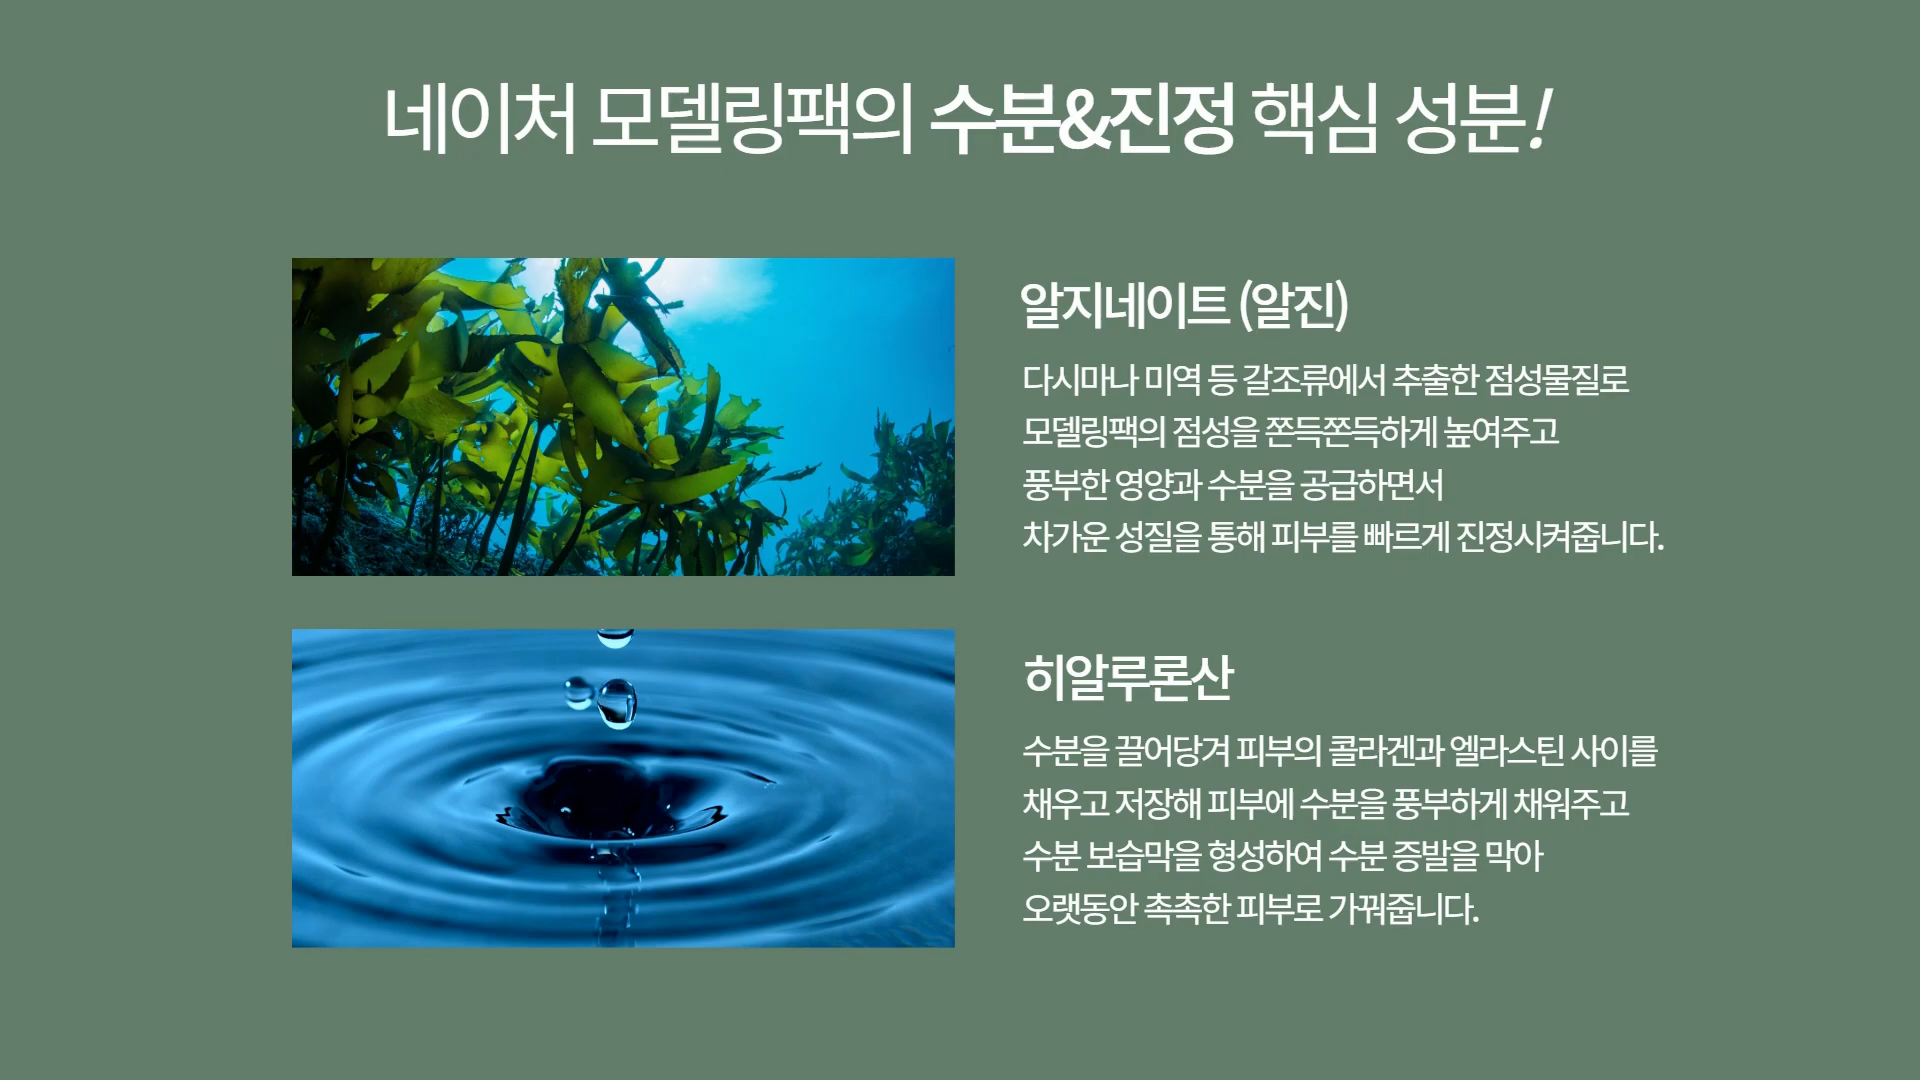 네이처 모델링팩의 수분&진정 핵심 성분!
알지네이트 (알진)
다시마나 미역 등 갈조류에서 추출한 점성물질로
모델링팩의 점성을 쫀득쫀득하게 높여주고
풍부한 영양과 수분을 공급하면서
차가운 성질을 통해 피부를 빠르게 진정시켜줍니다.
히알루론산
수분을 끌어당겨 피부의 콜라겐과 엘라스틴 사이를
채우고 저장해 피부에 수분을 풍부하게 채워주고
수분 보습막을 형성하여 수분 증발을 막아
오랫동안 촉촉한 피부로 가꿔줍니다.